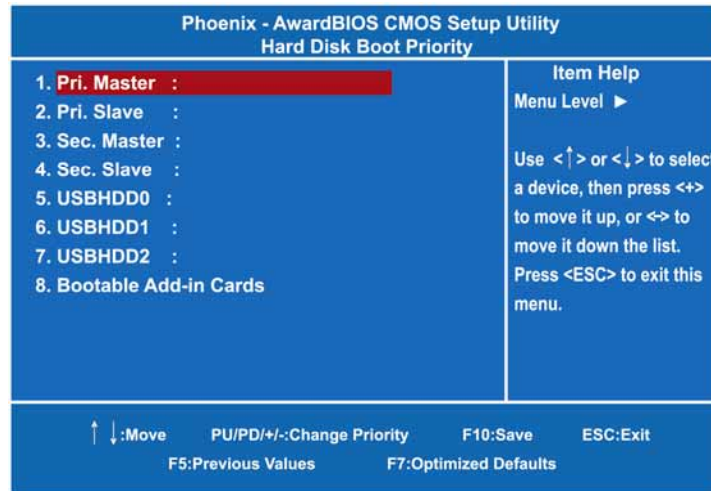 Phoenix - AwardBIOS CMOS Setup Utility
Hard Disk Boot Priority
1. Pri. Master :
2. Pri. Slave :
3. Sec. Master :
4. Sec. Slave :
5. USBHDD0 :
6. USBHDD1 :
7. USBHDD2 :
8. Bootable Add-in Cards
Item Help
Menu Level ►
Use <↑> or <↓> to select
a device, then press <+>
to move it up, or <-> to
move it down the list.
Press <ESC> to exit this
menu.
↑ ↓:Move PU/PD/+/-:Change Priority F10:Save ESC:Exit
F5:Previous Values F7:Optimized Defaults